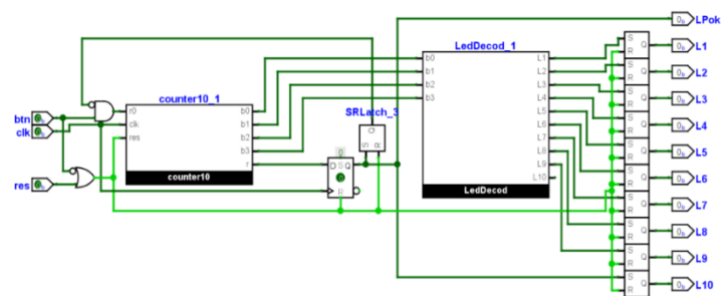 LPok
btn
clk
res
counter10_1
r0
clk
res
b0
b1
b2
b3
r
counter10
0
D S Q
R
SRLatch_3
Q
S R
LedDecod_1
b0
b1
b2
b3
L1
L2
L3
L4
L5
L6
L7
L8
L9
L10
LedDecod
S Q
R
S Q
R
S Q
R
S Q
R
S Q
R
S Q
R
S Q
R
S Q
R
S Q
R
S Q
R
L1
L2
L3
L4
L5
L6
L7
L8
L9
L10